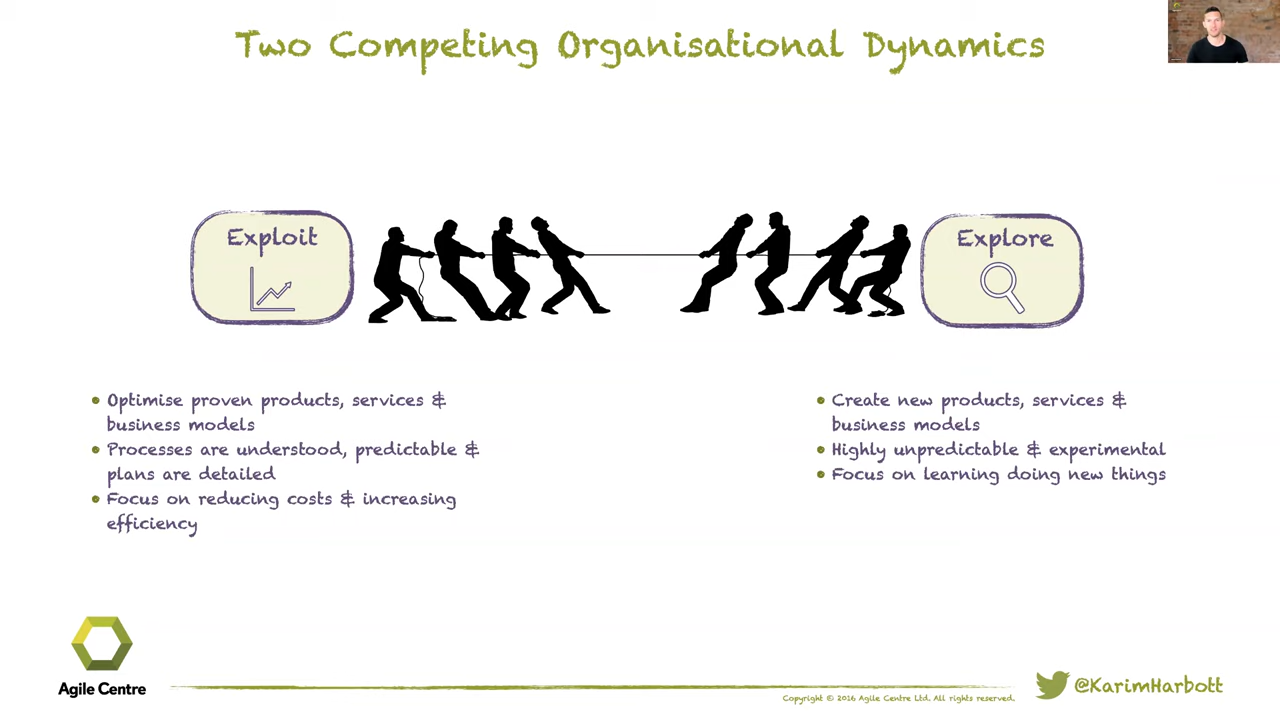 Two Competing Organisational Dynamics
Exploit
Explore
Optimise proven products, services &
business models
Processes are understood, predictable &
plans are detailed
Focus on reducing costs & increasing
efficiency
Create new products, services &
business models
Highly unpredictable & experimental
Focus on learning doing new things
Agile Centre
Copyright © 2016 Agile Centre Ltd. All rights reserved.
@KarimHarbott